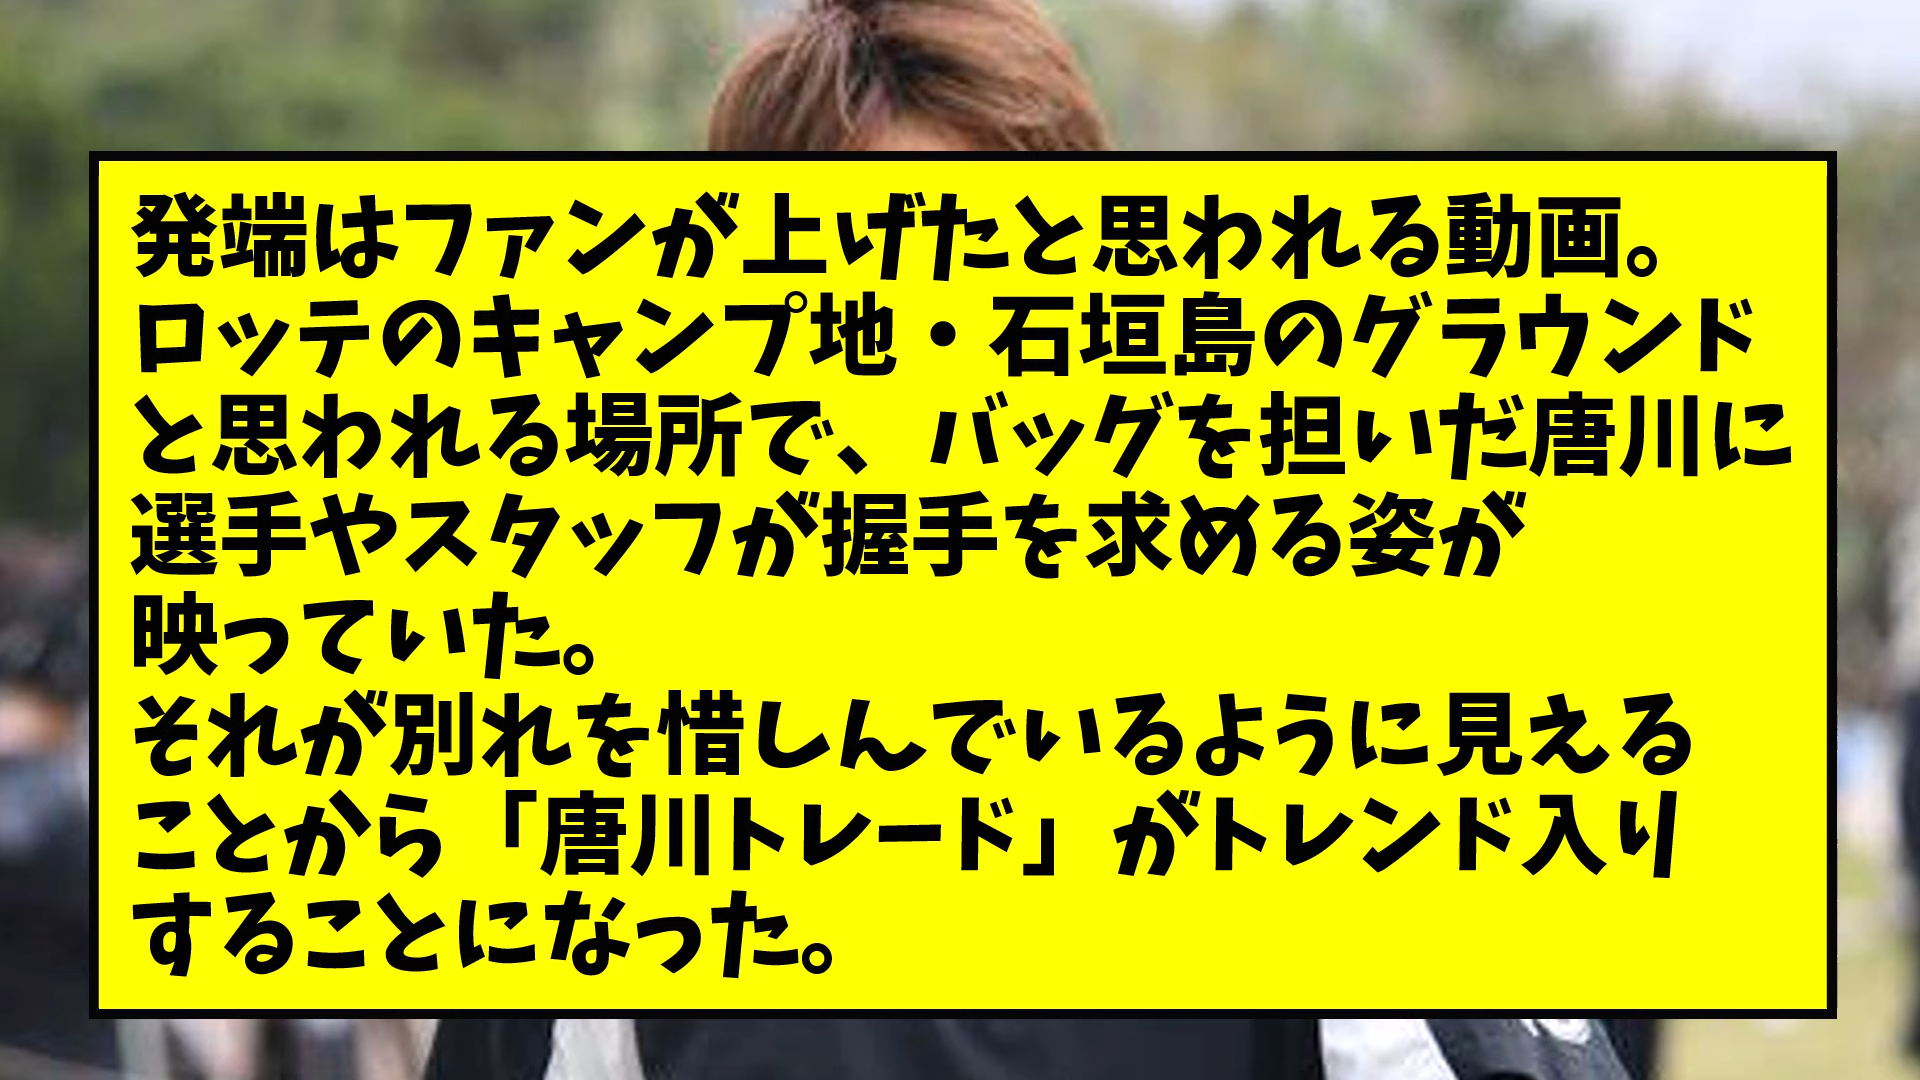 発端はファンが上げたと思われる動画。
ロッテのキャンプ地・石垣島のグラウンド
と思われる場所で、バッグを担いだ唐川に
選手やスタッフが握手を求める姿が
映っていた。
それが別れを惜しんでいるように見える
ことから「唐川トレード」がトレンド入り
することになった。